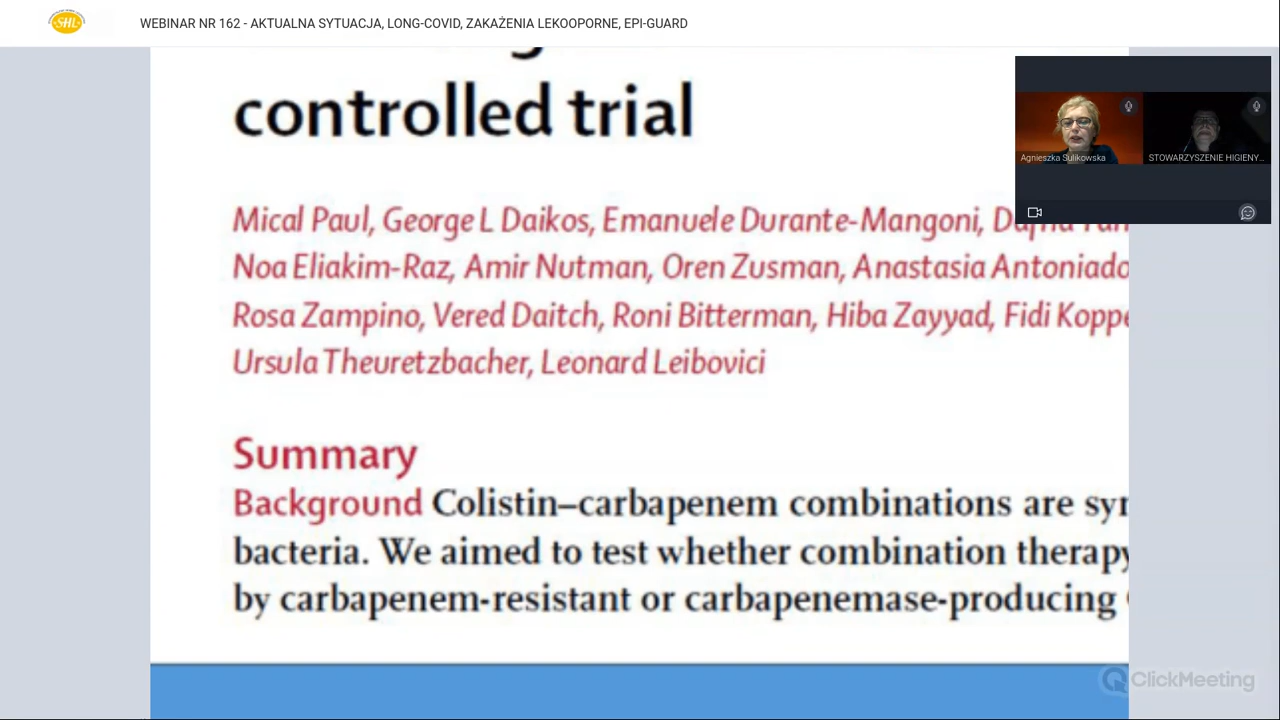 SHL
WEBINAR NR 162 - AKTUALNA SYTUACJA, LONG-COVID, ZAKAŻENIA LEKOOPORNE, EPI-GUARD
controlled trial
Agnieszka Sulikowska
STOWARZYSZENIE HIGIENY...
Mical Paul, George L Daikos, Emanuele Durante-Mangoni,
Noa Eliakim-Raz, Amir Nutman, Oren Zusman, Anastasia Antoniado
Rosa Zampino, Vered Daitch, Roni Bitterman, Hiba Zayyad, Fidi Koppe
Ursula Theuretzbacher, Leonard Leibovici
Summary
Background Colistin–carbapenem combinations are syn
bacteria. We aimed to test whether combination therapy
by carbapenem-resistant or carbapenemase-producing
ClickMeeting